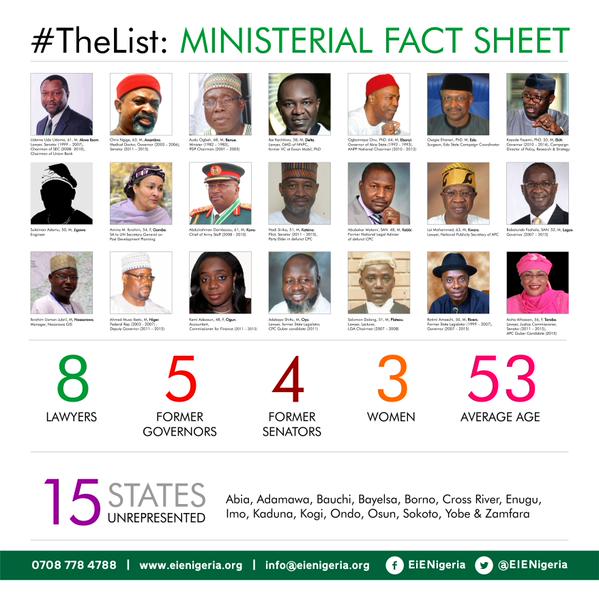 #TheList: MINISTERIAL FACT SHEET
Udoma Udo Udoma, 61, M, Akwa Ibom
Lawyer, Senator (1999 - 2007),
Chairman of SEC (2008 - 2010),
Chairman of Union Bank
Chris Ngige, 63, M, Anambra
Medical Doctor, Governor (2003 - 2006),
Senator (2011 - 2015)
Audu Ogbeh, 68, M, Benue
Minister (1982 - 1983),
PDP Chairman (2001 - 2005)
Ibe Kachikwu, 58, M, Delta
Lawyer, GMD of NNPC,
former VC at Exxon Mobil, PhD
Ogbonnaya Onu, PhD, 64, M, Ebonyi
Governor of Abia State (1992 - 1993),
ANPP National Chairman (2010 - 2013)
Osagie Ehanire, PhD, M, Edo
Surgeon, Edo State Campaign Coordinator
Kayode Fayemi, PhD, 50, M, Ekiti
Governor (2010 - 2014), Campaign
Director of Policy, Research & Strategy
Suleiman Adamu, 50, M, Jigawa
Engineer
Amina M. Ibrahim, 54, F, Gombe
SA to UN Secretary General on
Post Development Planning
Abdulrahman Dambazau, 61, M, Kano
Chief of Army Staff (2008 - 2010)
Hadi Sirika, 51, M, Katsina
Pilot, Senator (2011 - 2015),
Party Elder in defunct CPC
Abubakar Malami, SAN, 48, M, Kebbi
Former National Legal Adviser
of defunct CPC
Lai Mohammed, 63, M, Kwara
Lawyer, National Publicity Secretary of APC
Babatunde Fashola, SAN, 52, M, Lagos
Governor (2007 - 2015)
Ibrahim Usman Jubril, M, Nassarawa
Manager, Nasarawa GIS
Ahmed Musa Ibeto, M, Niger
Federal Rep (2003 - 2007)
Deputy Governor (2011 - 2015)
Kemi Adeosun, 48, F, Ogun
Accountant,
Commissioner for Finance (2011 - 2015)
Adebayo Shittu, M, Oyo
Lawyer, former State Legislator,
CPC Guber candidate (2011)
Solomon Dalong, 51, M, Plateau
Lawyer, Lecturer,
LGA Chairman (2007 - 2008)
Rotimi Amaechi, 50, M, Rivers
Former State Legislator (1999 - 2007),
Governor (2007 - 2015)
Aisha Alhassan, 56, F, Taraba
Lawyer, Justice Commissioner,
Senator (2011 - 2015),
APC Guber Candidate (2015)
8
LAWYERS
5
FORMER
GOVERNORS
4
FORMER
SENATORS
3
WOMEN
53
AVERAGE AGE
15 STATES
UNREPRESENTED
Abia, Adamawa, Bauchi, Bayelsa, Borno, Cross River, Enugu,
Imo, Kaduna, Kogi, Ondo, Osun, Sokoto, Yobe & Zamfara
0708 778 4788 | www.eienigeria.org | info@eienigeria.org EiENigeria @EIENigeria